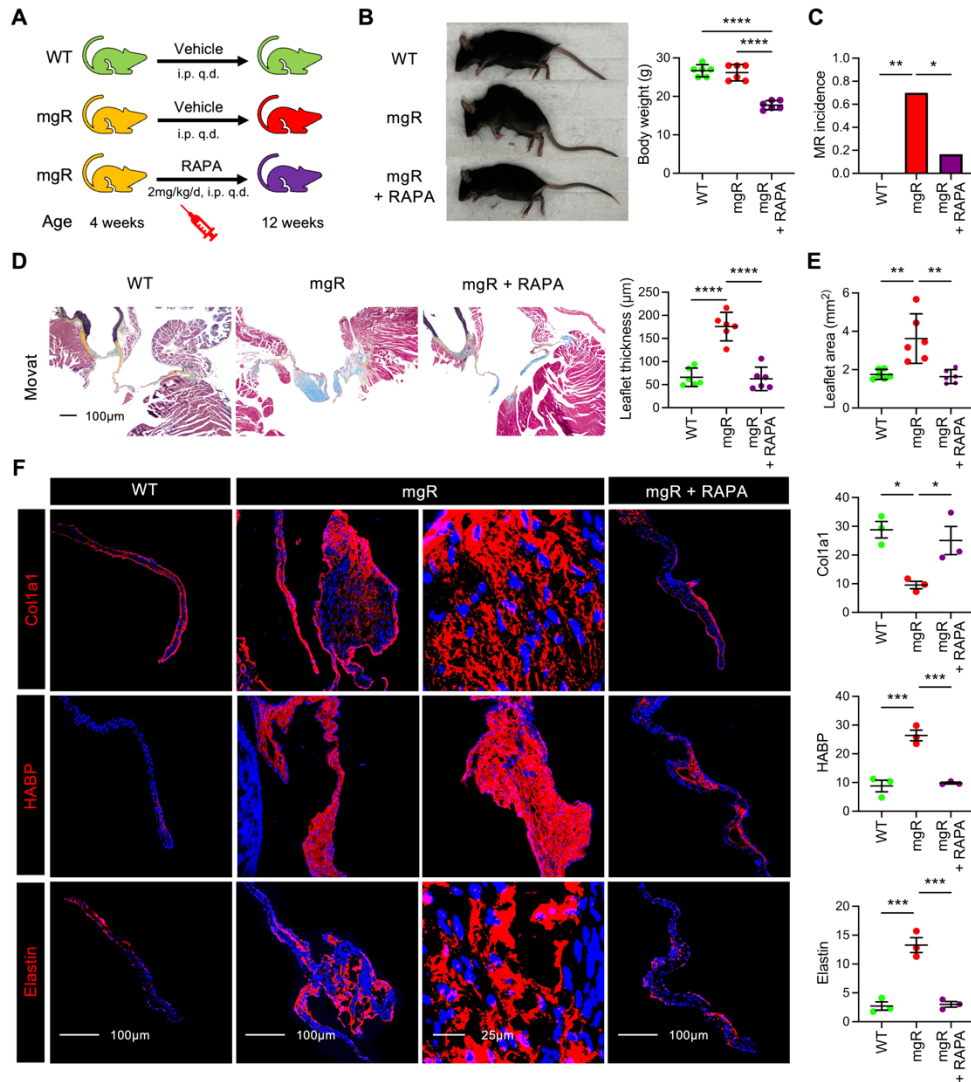 A
WT
Vehicle
i.p. q.d.
mgR
Vehicle
i.p. q.d.
mgR
RAPA
2mg/kg/d, i.p. q.d.
Age
4 weeks
12 weeks
B
WT
mgR
mgR
+ RAPA
Body weight (g)
30
20
10
0
****
****
WT
mgR
mgR
+ RAPA
C
MR incidence
1.0
0.8
0.6
0.4
0.2
0.0
**
*
WT
mgR
mgR
+ RAPA
D
WT
mgR
mgR + RAPA
Movat
100µm
Leaflet thickness (µm)
250
200
150
100
50
0
****
****
WT
mgR
mgR
+ RAPA
E
Leaflet area (mm²)
6
4
2
0
**
**
WT
mgR
mgR
+ RAPA
F
WT
mgR
mgR + RAPA
Col1a1
HABP
Elastin
100µm
100µm
25µm
100µm
Col1a1
40
30
20
10
0
*
*
WT
mgR
mgR
+ RAPA
HABP
40
30
20
10
0
***
***
WT
mgR
mgR
+ RAPA
Elastin
20
15
10
5
0
***
***
WT
mgR
mgR
+ RAPA